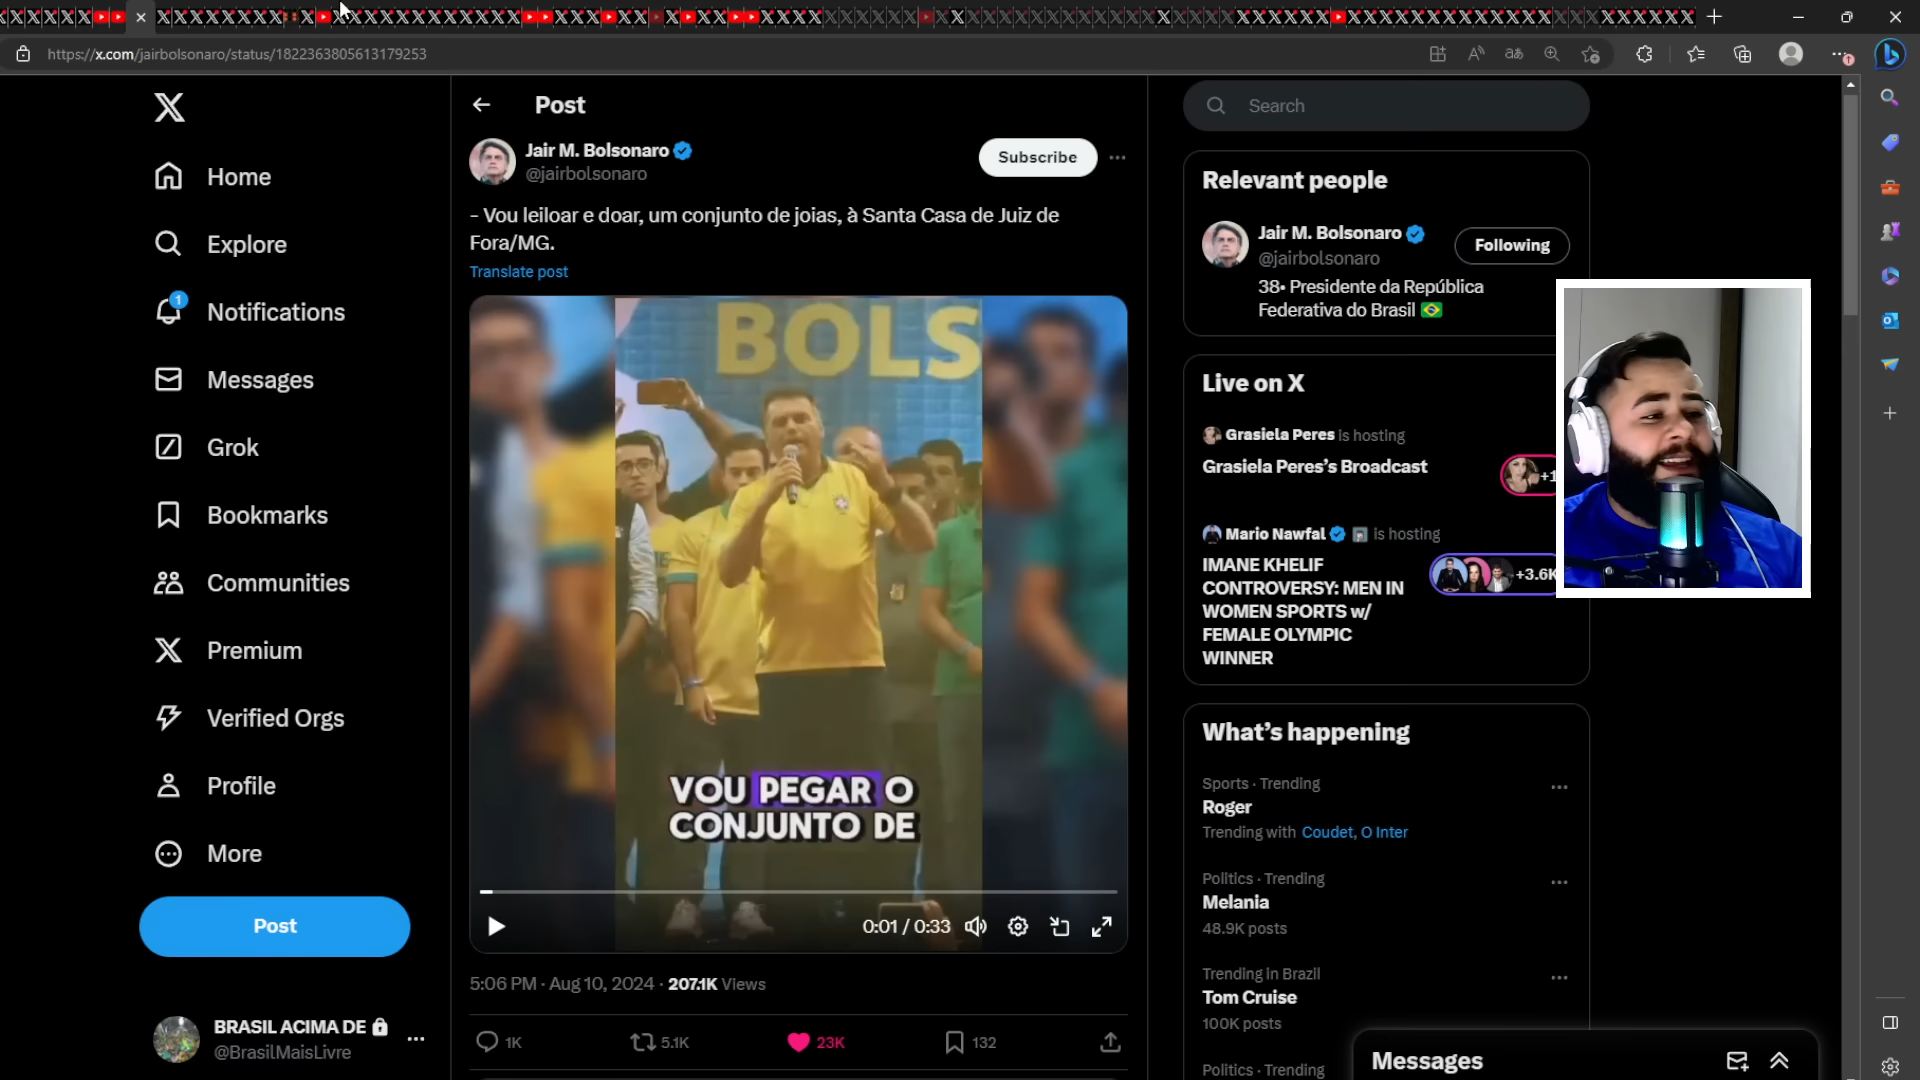 https://x.com/jairbolsonaro/status/1822363805613179253
Home
Explore
1
Notifications
Messages
Grok
Bookmarks
Communities
Premium
Verified Orgs
Profile
More
Post
BRASIL ACIMA DE
@BrasilMaisLivre
Post
Jair M. Bolsonaro
@jairbolsonaro
Subscribe
- Vou leiloar e doar, um conjunto de joias, à Santa Casa de Juiz de
Fora/MG.
Translate post
BOLS
VOU PEGAR O
CONJUNTO DE
0:01 / 0:33
5:06 PM · Aug 10, 2024 · 207.1K Views
1K
5.1K
23K
132
Search
Relevant people
Jair M. Bolsonaro
@jairbolsonaro
Following
38• Presidente da República
Federativa do Brasil
Live on X
Grasiela Peres is hosting
Grasiela Peres's Broadcast
+1
Mario Nawfal is hosting
IMANE KHELIF
CONTROVERSY: MEN IN
WOMEN SPORTS w/
FEMALE OLYMPIC
WINNER
+3.6K
What's happening
Sports · Trending
Roger
Trending with Coudet, O Inter
Politics · Trending
Melania
48.9K posts
Trending in Brazil
Tom Cruise
100K posts
Politics · Trending
Messages